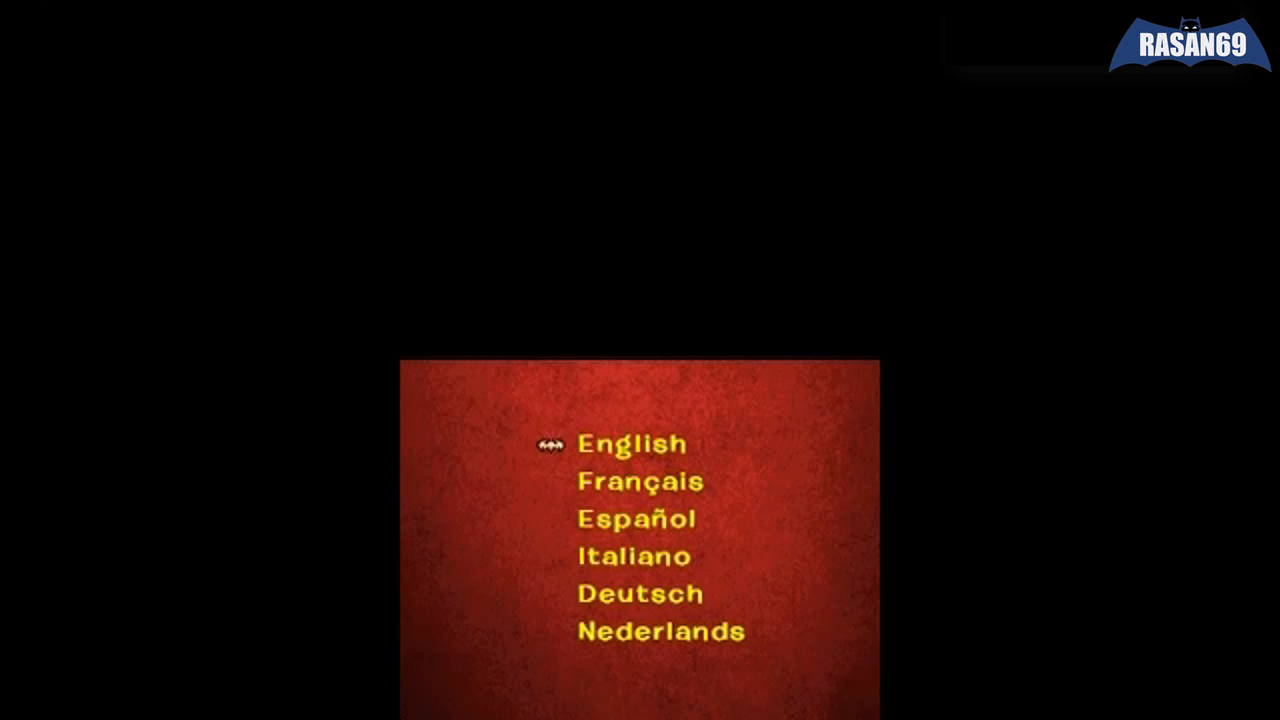 RASAN69
English
Français
Español
Italiano
Deutsch
Nederlands